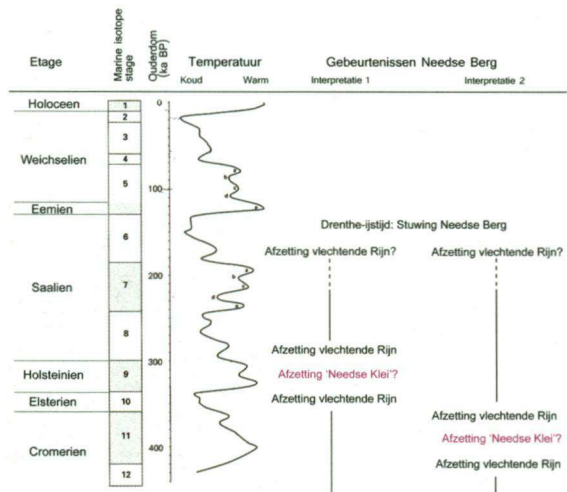 Etage
Marine isotope stage
Ouderdom (ka BP)
Temperatuur
Koud Warm
Gebeurtenissen Needse Berg
Interpretatie 1
Interpretatie 2
Holoceen
1
0
2
3
Weichselien
4
5
a
b
c
d
100
Eemien
e
Drenthe-ijstijd: Stuwing Needse Berg
6
Afzetting vlechtende Rijn?
Afzetting vlechtende Rijn?
200
Saalien
7
a
b
c
d
e
8
Afzetting vlechtende Rijn
300
Holsteinien
9
Afzetting 'Needse Klei'?
Elsterien
10
Afzetting vlechtende Rijn
Afzetting vlechtende Rijn
11
Afzetting 'Needse Klei'?
Cromerien
400
Afzetting vlechtende Rijn
12